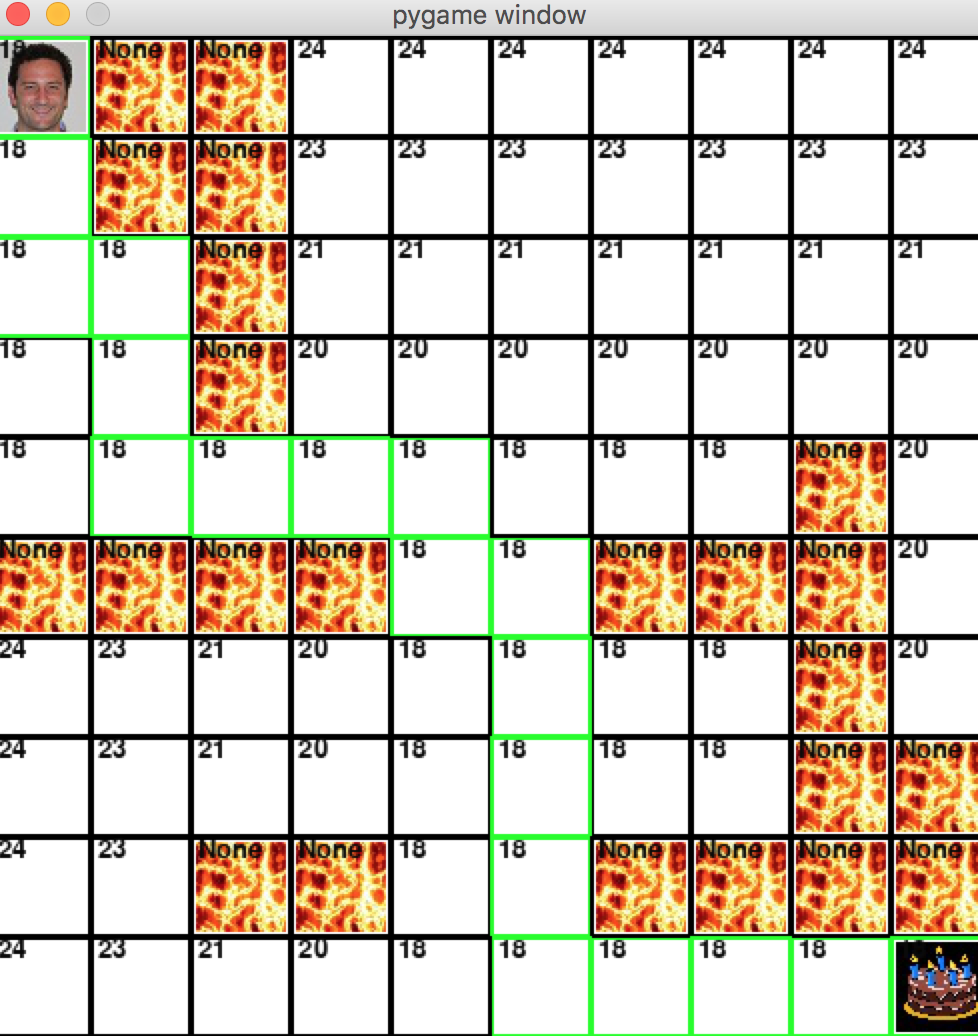 pygame window
18 None None 24 24 24 24 24 24 24
18 None None 23 23 23 23 23 23 23
18 18 None 21 21 21 21 21 21 21
18 18 None 20 20 20 20 20 20 20
18 18 18 18 18 18 18 18 None 20
None None None None 18 18 None None None 20
24 23 21 20 18 18 18 18 None 20
24 23 21 20 18 18 18 18 None None
24 23 None None 18 18 None None None None
24 23 21 20 18 18 18 18 18